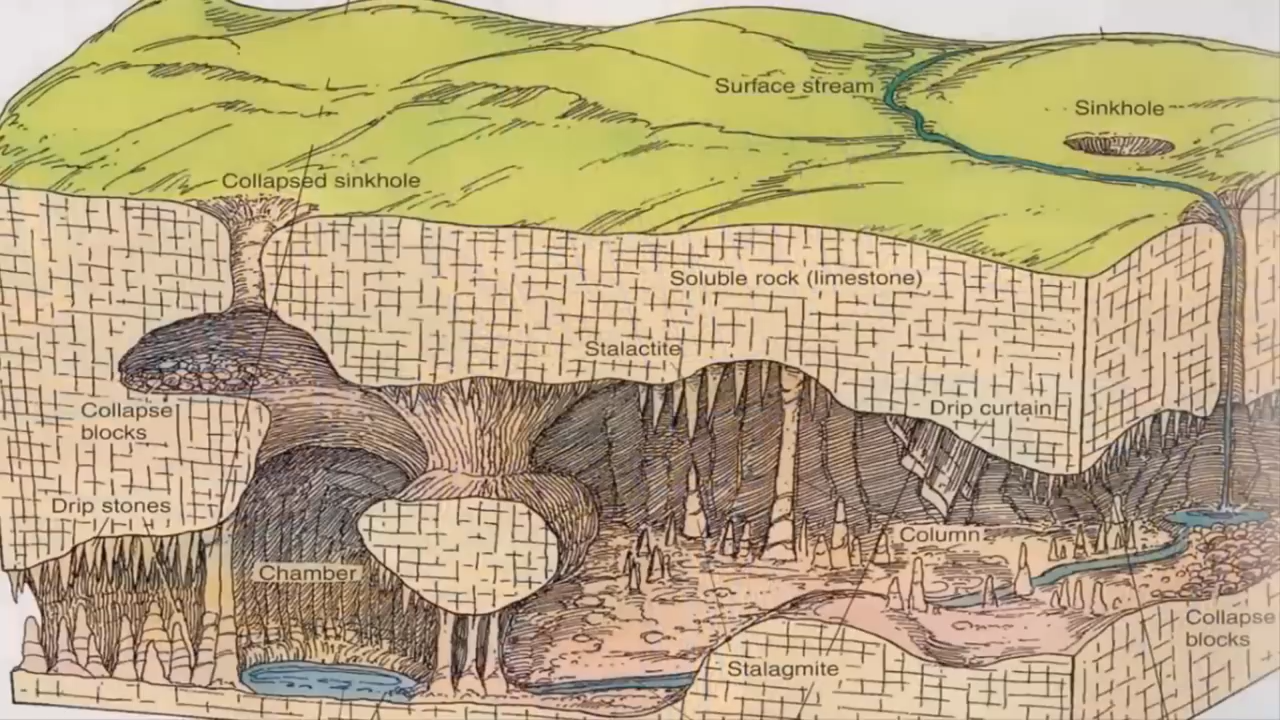 Surface stream
Sinkhole
Collapsed sinkhole
Soluble rock (limestone)
Stalactite
Collapse
blocks
Drip curtain
Drip stones
Column
Chamber
Collapse
blocks
Stalagmite